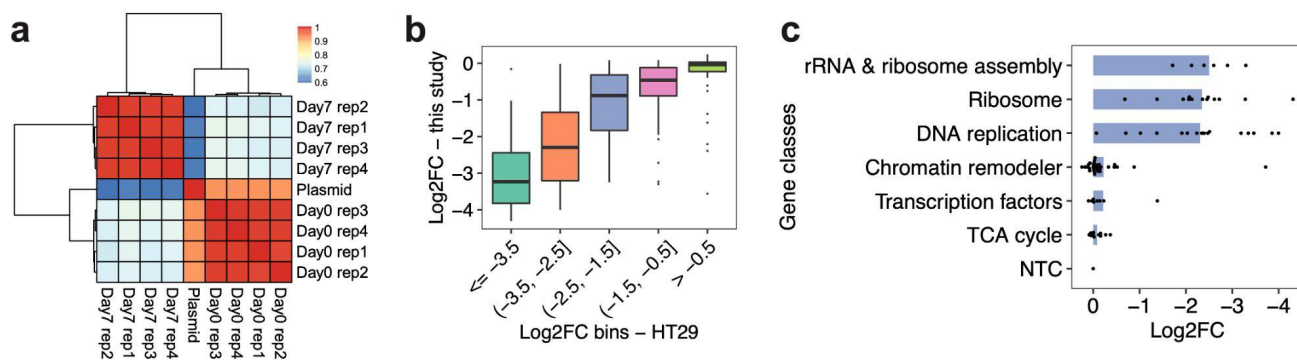 a
1
0.9
0.8
0.7
0.6
Day7 rep2
Day7 rep1
Day7 rep3
Day7 rep4
Plasmid
Day0 rep3
Day0 rep4
Day0 rep1
Day0 rep2
Day7 rep2
Day7 rep1
Day7 rep3
Day7 rep4
Plasmid
Day0 rep3
Day0 rep4
Day0 rep1
Day0 rep2
b
Log2FC – this study
0
−1
−2
−3
−4
<= −3.5
(−3.5, −2.5]
(−2.5, −1.5]
(−1.5, −0.5]
> −0.5
Log2FC bins − HT29
c
Gene classes
rRNA & ribosome assembly
Ribosome
DNA replication
Chromatin remodeler
Transcription factors
TCA cycle
NTC
0 −1 −2 −3 −4
Log2FC